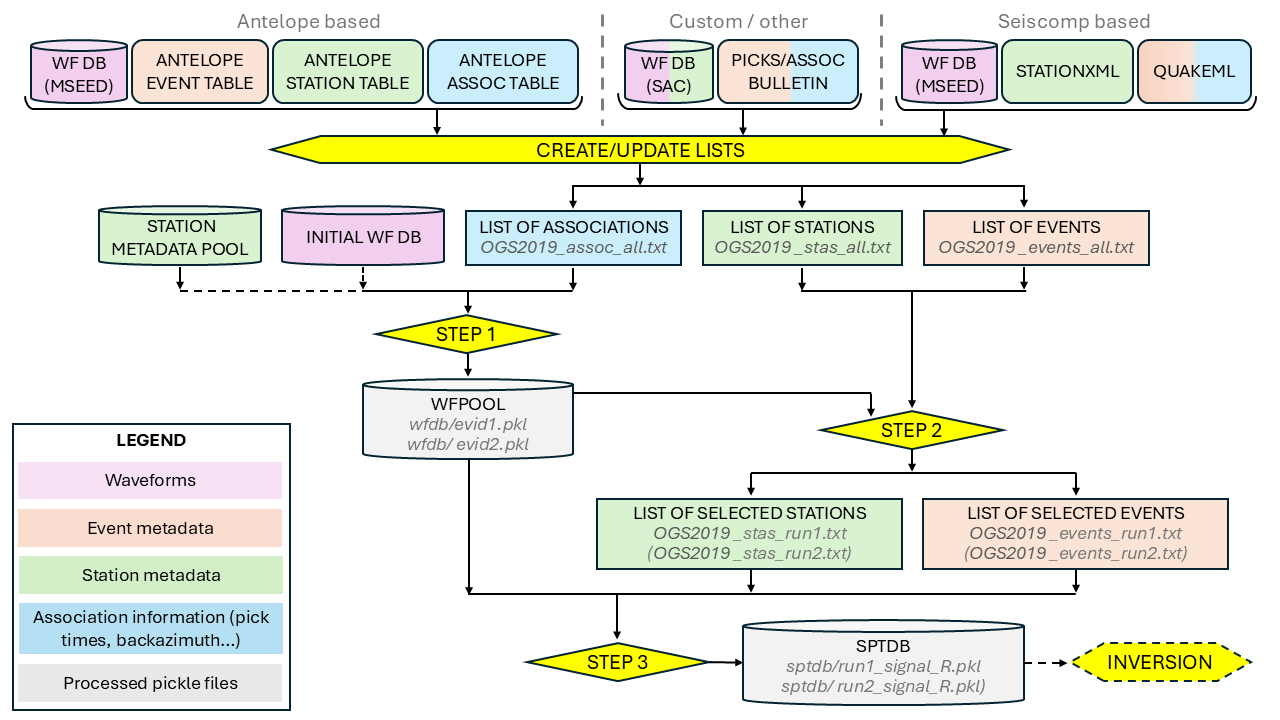 Antelope based
Custom / other
Seiscomp based
WF DB
(MSEED)
ANTELOPE
EVENT TABLE
ANTELOPE
STATION TABLE
ANTELOPE
ASSOC TABLE
WF DB
(SAC)
PICKS/ASSOC
BULLETIN
WF DB
(MSEED)
STATIONXML
QUAKEML
CREATE/UPDATE LISTS
STATION
METADATA POOL
INITIAL WF DB
LIST OF ASSOCIATIONS
OGS2019_assoc_all.txt
LIST OF STATIONS
OGS2019 _stas_all.txt
LIST OF EVENTS
OGS2019 _events_all.txt
STEP 1
WFPOOL
wfdb/evid1.pkl
wfdb/ evid2.pkl
STEP 2
LIST OF SELECTED STATIONS
OGS2019 _stas_run1.txt
(OGS2019 _stas_run2.txt)
LIST OF SELECTED EVENTS
OGS2019 _events_run1.txt
(OGS2019 _events_run2.txt)
STEP 3
SPTDB
sptdb/run1_signal_R.pkl
sptdb/ run2_signal_R.pkl)
INVERSION
LEGEND
Waveforms
Event metadata
Station metadata
Association information (pick
times, backazimuth...)
Processed pickle files